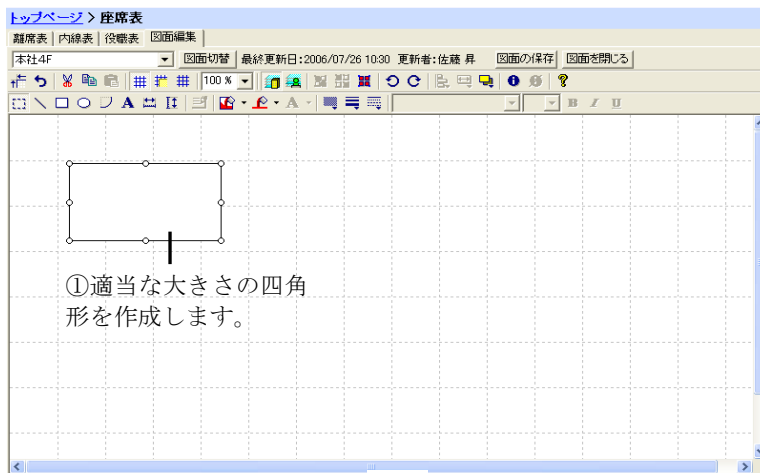 トップページ > 座席表
離席表 | 内線表 | 役職表 | 図面編集 |
本社4F 図面切替 最終更新日:2006/07/26 10:30 更新者:佐藤 昇 図面の保存 図面を閉じる
100 %
A A B I U
①適当な大きさの四角
形を作成します。